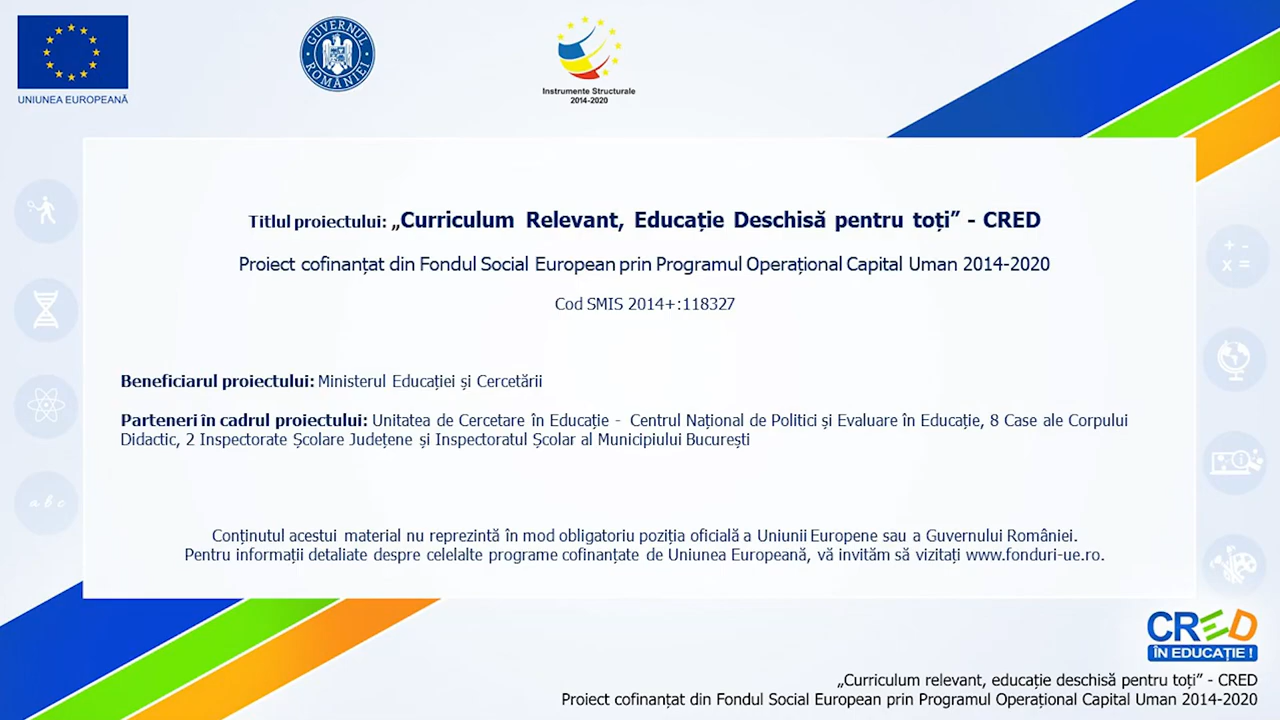 UNIUNEA EUROPEANĂ
GUVERNUL ROMÂNIEI
Instrumente Structurale
2014-2020
Titlul proiectului: „Curriculum Relevant, Educație Deschisă pentru toți” - CRED
Proiect cofinanțat din Fondul Social European prin Programul Operațional Capital Uman 2014-2020
Cod SMIS 2014+:118327
Beneficiarul proiectului: Ministerul Educației și Cercetării
Parteneri în cadrul proiectului: Unitatea de Cercetare în Educație - Centrul Național de Politici și Evaluare în Educație, 8 Case ale Corpului
Didactic, 2 Inspectorate Școlare Județene și Inspectoratul Școlar al Municipiului București
Conținutul acestui material nu reprezintă în mod obligatoriu poziția oficială a Uniunii Europene sau a Guvernului României.
Pentru informații detaliate despre celelalte programe cofinanțate de Uniunea Europeană, vă invităm să vizitați www.fonduri-ue.ro.
+ -
x =
a b c
CRED
ÎN EDUCAȚIE !
„Curriculum relevant, educație deschisă pentru toți” - CRED
Proiect cofinanțat din Fondul Social European prin Programul Operațional Capital Uman 2014-2020